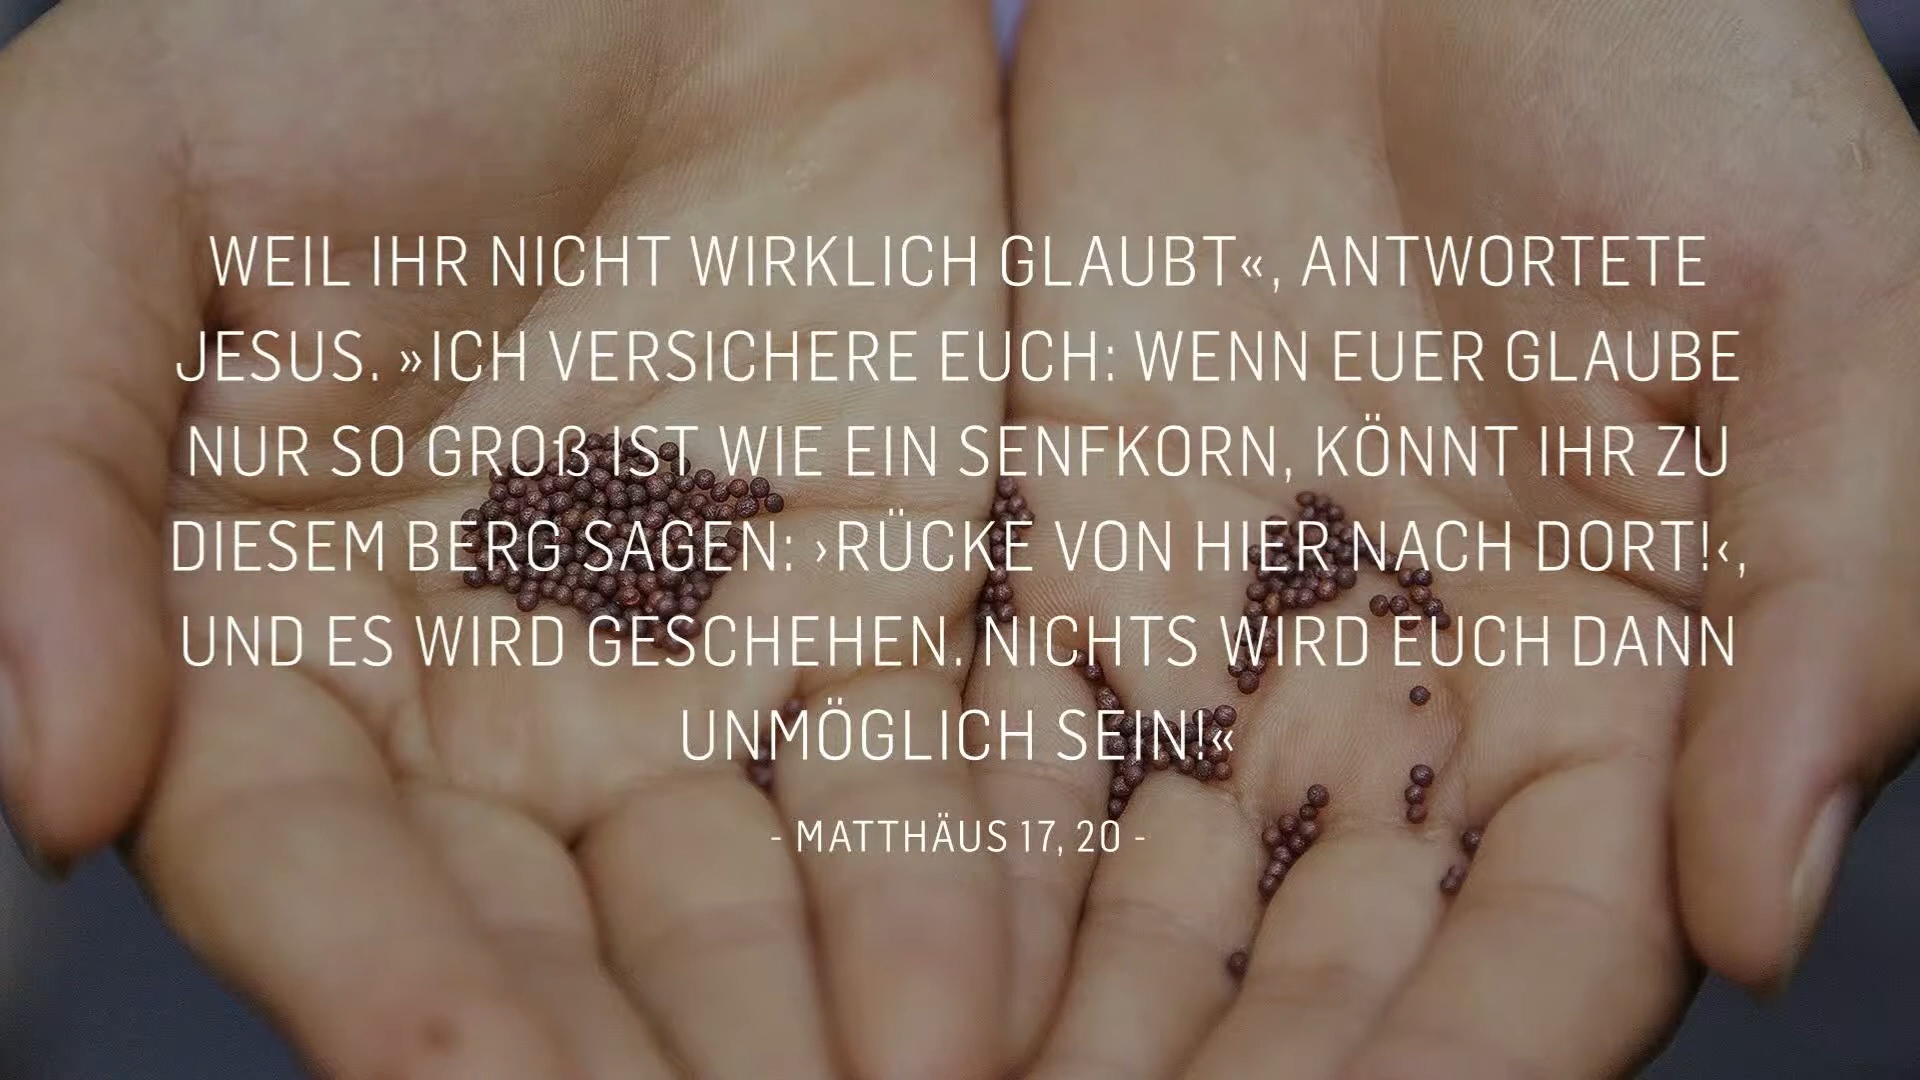 WEIL IHR NICHT WIRKLICH GLAUBT«, ANTWORTETE
JESUS. »ICH VERSICHERE EUCH: WENN EUER GLAUBE
NUR SO GROß IST WIE EIN SENFKORN, KÖNNT IHR ZU
DIESEM BERG SAGEN: ›RÜCKE VON HIER NACH DORT!‹,
UND ES WIRD GESCHEHEN. NICHTS WIRD EUCH DANN
UNMÖGLICH SEIN!«
- MATTHÄUS 17, 20 -